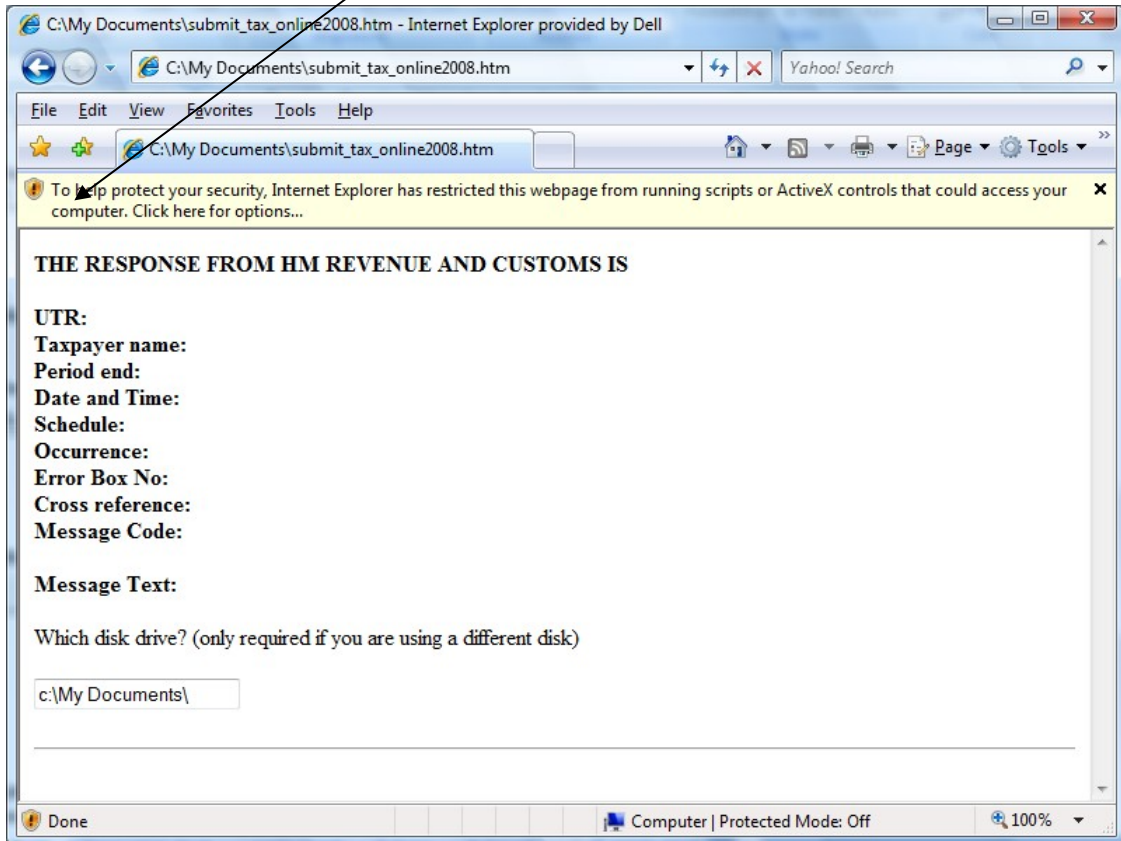 C:\My Documents\submit_tax_online2008.htm - Internet Explorer provided by Dell
C:\My Documents\submit_tax_online2008.htm
Yahoo! Search
File Edit View Favorites Tools Help
C:\My Documents\submit_tax_online2008.htm
Page Tools
To help protect your security, Internet Explorer has restricted this webpage from running scripts or ActiveX controls that could access your
computer. Click here for options...
THE RESPONSE FROM HM REVENUE AND CUSTOMS IS
UTR:
Taxpayer name:
Period end:
Date and Time:
Schedule:
Occurrence:
Error Box No:
Cross reference:
Message Code:
Message Text:
Which disk drive? (only required if you are using a different disk)
c:\My Documents\
Done
Computer | Protected Mode: Off
100%